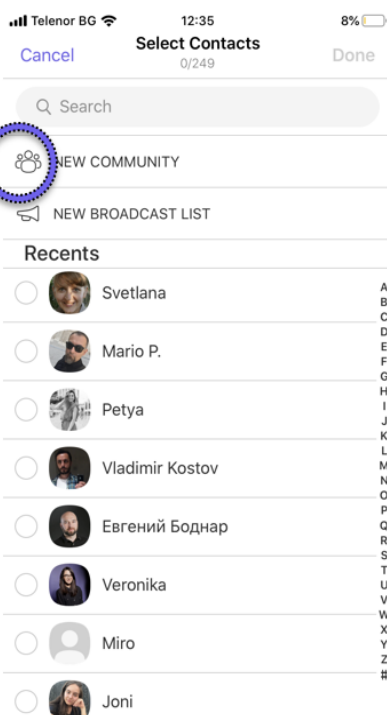 Telenor BG 12:35 8%
Cancel Select Contacts Done
0/249
Search
NEW COMMUNITY
NEW BROADCAST LIST
Recents
Svetlana
Mario P.
Petya
Vladimir Kostov
Евгений Боднар
Veronika
Miro
Joni
A
B
C
D
E
F
G
H
I
J
K
L
M
N
O
P
Q
R
S
T
U
V
W
X
Y
Z
#